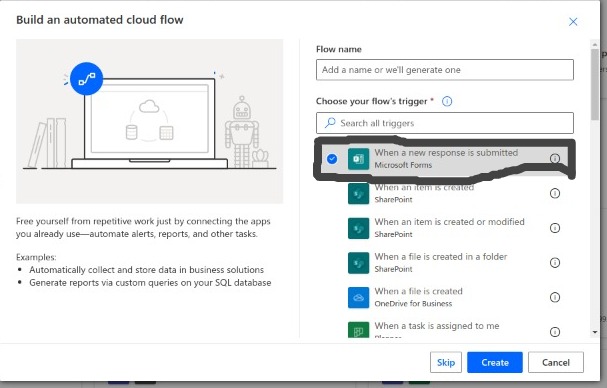 Build an automated cloud flow
Flow name
Add a name or we'll generate one
Choose your flow's trigger *
Search all triggers
When a new response is submitted
Microsoft Forms
When an item is created
SharePoint
When an item is created or modified
SharePoint
When a file is created in a folder
SharePoint
When a file is created
OneDrive for Business
When a task is assigned to me
Planner
Free yourself from repetitive work just by connecting the apps
you already use—automate alerts, reports, and other tasks.
Examples:
• Automatically collect and store data in business solutions
• Generate reports via custom queries on your SQL database
Skip
Create
Cancel